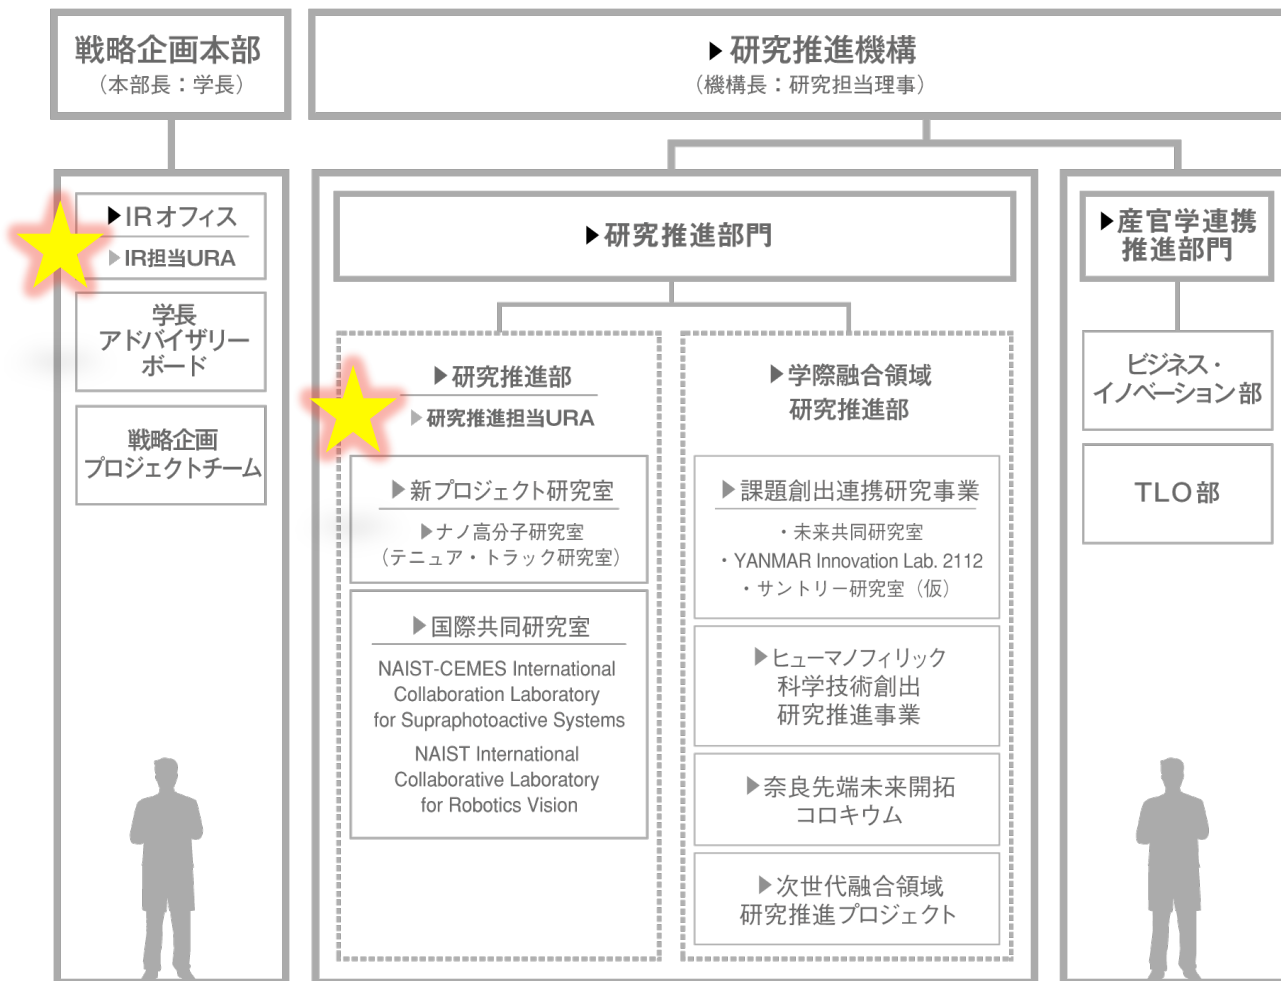 戦略企画本部
（本部長：学長）
▶研究推進機構
（機構長：研究担当理事）
▶IRオフィス
▶IR担当URA
学長
アドバイザリー
ボード
戦略企画
プロジェクトチーム
▶研究推進部門
▶研究推進部
▶研究推進担当URA
▶新プロジェクト研究室
▶ナノ高分子研究室
（テニュア・トラック研究室）
▶国際共同研究室
NAIST-CEMES International
Collaboration Laboratory
for Supraphotoactive Systems
NAIST International
Collaborative Laboratory
for Robotics Vision
▶学際融合領域
研究推進部
▶課題創出連携研究事業
・未来共同研究室
・YANMAR Innovation Lab. 2112
・サントリー研究室（仮）
▶ヒューマノフィリック
科学技術創出
研究推進事業
▶奈良先端未来開拓
コロキウム
▶次世代融合領域
研究推進プロジェクト
▶産官学連携
推進部門
ビジネス・
イノベーション部
TLO部